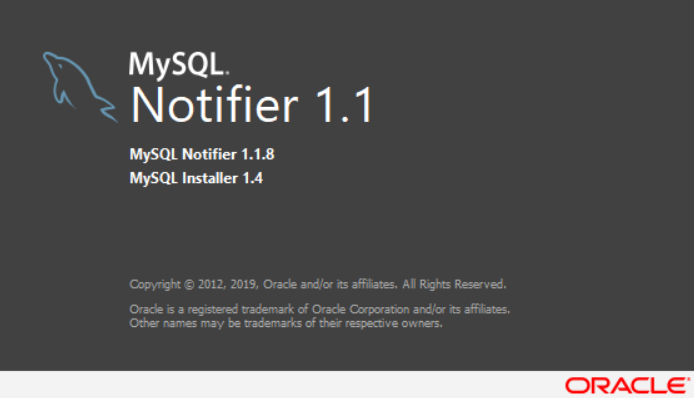 MySQL.
Notifier 1.1
MySQL Notifier 1.1.8
MySQL Installer 1.4
Copyright © 2012, 2019, Oracle and/or its affiliates. All Rights Reserved.
Oracle is a registered trademark of Oracle Corporation and/or its affiliates.
Other names may be trademarks of their respective owners.
ORACLE